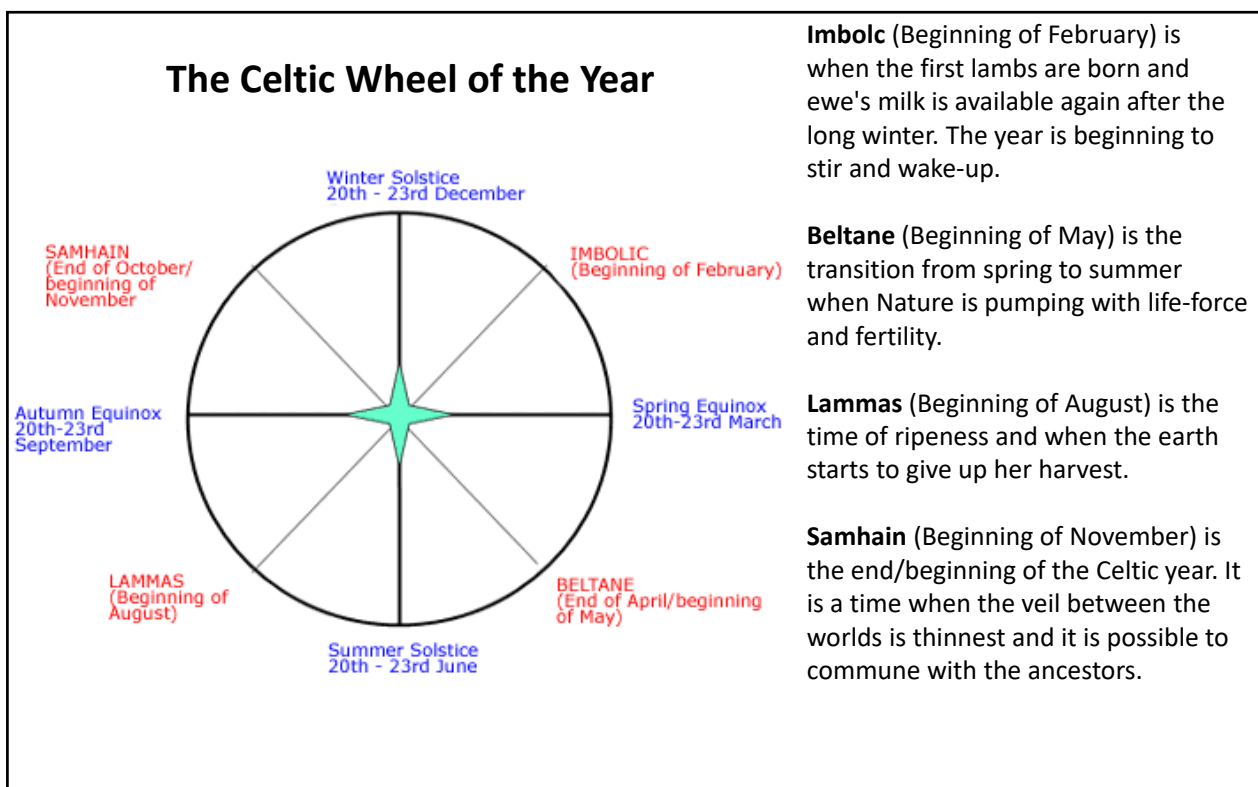 The Celtic Wheel of the Year
Winter Solstice
20th - 23rd December
SAMHAIN
(End of October/
beginning of
November
IMBOLIC
(Beginning of February)
Autumn Equinox
20th-23rd
September
Spring Equinox
20th-23rd March
LAMMAS
(Beginning of
August)
BELTANE
(End of April/beginning
of May)
Summer Solstice
20th - 23rd June
Imbolc (Beginning of February) is
when the first lambs are born and
ewe's milk is available again after the
long winter. The year is beginning to
stir and wake-up.
Beltane (Beginning of May) is the
transition from spring to summer
when Nature is pumping with life-force
and fertility.
Lammas (Beginning of August) is the
time of ripeness and when the earth
starts to give up her harvest.
Samhain (Beginning of November) is
the end/beginning of the Celtic year. It
is a time when the veil between the
worlds is thinnest and it is possible to
commune with the ancestors.